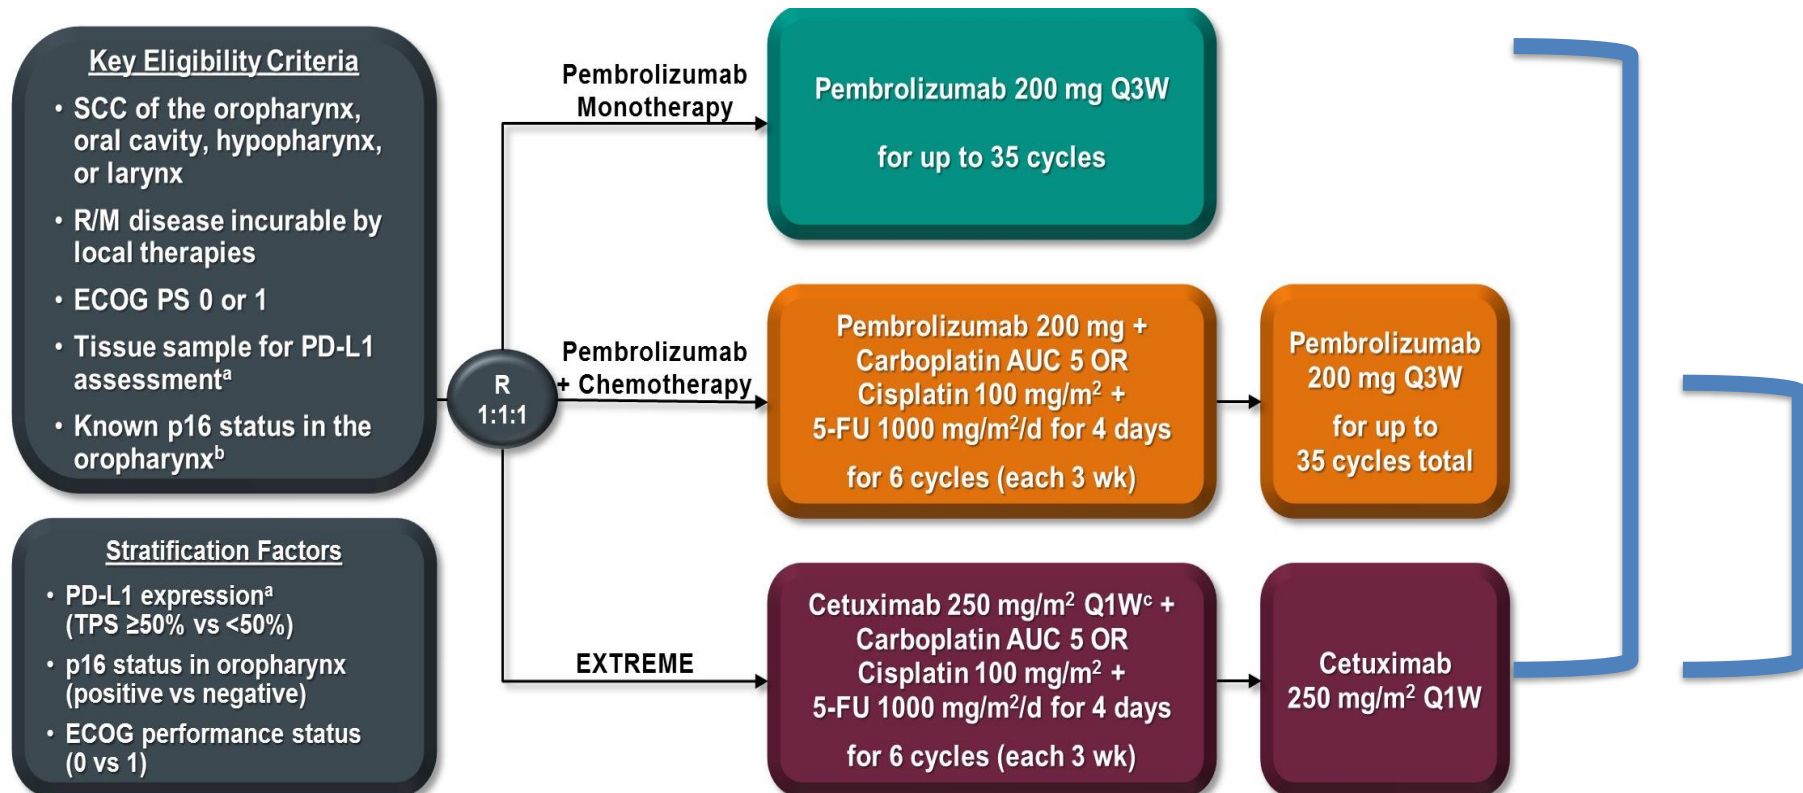 Key Eligibility Criteria
• SCC of the oropharynx,
oral cavity, hypopharynx,
or larynx
• R/M disease incurable by
local therapies
• ECOG PS 0 or 1
• Tissue sample for PD-L1
assessmentᵃ
• Known p16 status in the
oropharynxᵇ
Stratification Factors
• PD-L1 expressionᵃ
(TPS ≥50% vs <50%)
• p16 status in oropharynx
(positive vs negative)
• ECOG performance status
(0 vs 1)
R
1:1:1
Pembrolizumab
Monotherapy
Pembrolizumab 200 mg Q3W
for up to 35 cycles
Pembrolizumab
+ Chemotherapy
Pembrolizumab 200 mg +
Carboplatin AUC 5 OR
Cisplatin 100 mg/m² +
5-FU 1000 mg/m²/d for 4 days
for 6 cycles (each 3 wk)
Pembrolizumab
200 mg Q3W
for up to
35 cycles total
EXTREME
Cetuximab 250 mg/m² Q1Wᶜ +
Carboplatin AUC 5 OR
Cisplatin 100 mg/m² +
5-FU 1000 mg/m²/d for 4 days
for 6 cycles (each 3 wk)
Cetuximab
250 mg/m² Q1W